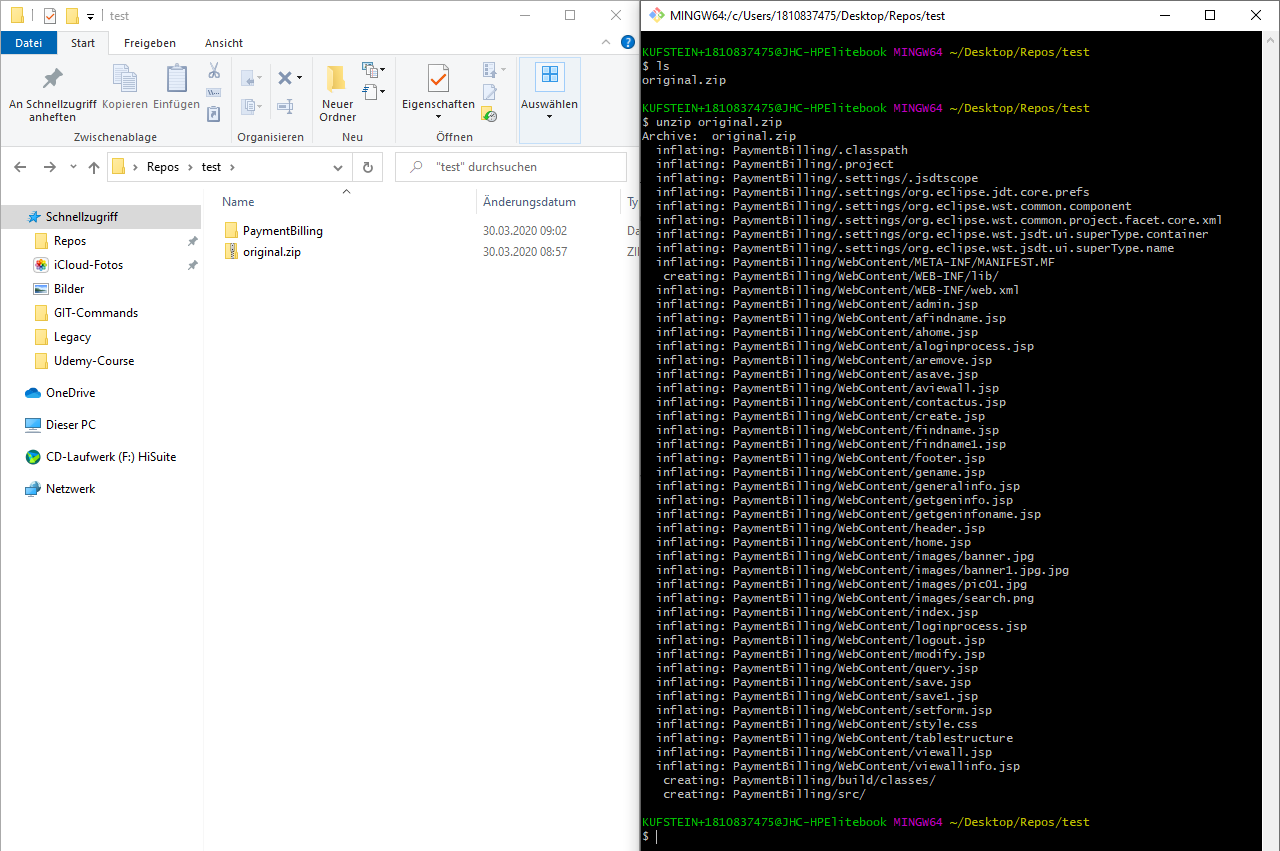 test
Datei Start Freigeben Ansicht
An Schnellzugriff anheften
Kopieren
Einfügen
Neuer Ordner
Eigenschaften
Auswählen
Zwischenablage Organisieren Neu Öffnen
Repos test
"test" durchsuchen
Name Änderungsdatum Ty
PaymentBilling 30.03.2020 09:02 Da
original.zip 30.03.2020 08:57 ZII
Schnellzugriff
Repos
iCloud-Fotos
Bilder
GIT-Commands
Legacy
Udemy-Course
OneDrive
Dieser PC
CD-Laufwerk (F:) HiSuite
Netzwerk
MINGW64:/c/Users/1810837475/Desktop/Repos/test
KUFSTEIN+1810837475@JHC-HPElitebook MINGW64 ~/Desktop/Repos/test
$ ls
original.zip
KUFSTEIN+1810837475@JHC-HPElitebook MINGW64 ~/Desktop/Repos/test
$ unzip original.zip
Archive:  original.zip
  inflating: PaymentBilling/.classpath
  inflating: PaymentBilling/.project
  inflating: PaymentBilling/.settings/.jsdtscope
  inflating: PaymentBilling/.settings/org.eclipse.jdt.core.prefs
  inflating: PaymentBilling/.settings/org.eclipse.wst.common.component
  inflating: PaymentBilling/.settings/org.eclipse.wst.common.project.facet.core.xml
  inflating: PaymentBilling/.settings/org.eclipse.wst.jsdt.ui.superType.container
  inflating: PaymentBilling/.settings/org.eclipse.wst.jsdt.ui.superType.name
  inflating: PaymentBilling/WebContent/META-INF/MANIFEST.MF
   creating: PaymentBilling/WebContent/WEB-INF/lib/
  inflating: PaymentBilling/WebContent/WEB-INF/web.xml
  inflating: PaymentBilling/WebContent/admin.jsp
  inflating: PaymentBilling/WebContent/afindname.jsp
  inflating: PaymentBilling/WebContent/ahome.jsp
  inflating: PaymentBilling/WebContent/aloginprocess.jsp
  inflating: PaymentBilling/WebContent/aremove.jsp
  inflating: PaymentBilling/WebContent/asave.jsp
  inflating: PaymentBilling/WebContent/aviewall.jsp
  inflating: PaymentBilling/WebContent/contactus.jsp
  inflating: PaymentBilling/WebContent/create.jsp
  inflating: PaymentBilling/WebContent/findname.jsp
  inflating: PaymentBilling/WebContent/findname1.jsp
  inflating: PaymentBilling/WebContent/footer.jsp
  inflating: PaymentBilling/WebContent/gename.jsp
  inflating: PaymentBilling/WebContent/generalinfo.jsp
  inflating: PaymentBilling/WebContent/getgeninfo.jsp
  inflating: PaymentBilling/WebContent/getgeninfoname.jsp
  inflating: PaymentBilling/WebContent/header.jsp
  inflating: PaymentBilling/WebContent/home.jsp
  inflating: PaymentBilling/WebContent/images/banner.jpg
  inflating: PaymentBilling/WebContent/images/banner1.jpg.jpg
  inflating: PaymentBilling/WebContent/images/pic01.jpg
  inflating: PaymentBilling/WebContent/images/search.png
  inflating: PaymentBilling/WebContent/index.jsp
  inflating: PaymentBilling/WebContent/loginprocess.jsp
  inflating: PaymentBilling/WebContent/logout.jsp
  inflating: PaymentBilling/WebContent/modify.jsp
  inflating: PaymentBilling/WebContent/query.jsp
  inflating: PaymentBilling/WebContent/save.jsp
  inflating: PaymentBilling/WebContent/save1.jsp
  inflating: PaymentBilling/WebContent/setform.jsp
  inflating: PaymentBilling/WebContent/style.css
  inflating: PaymentBilling/WebContent/tablestructure
  inflating: PaymentBilling/WebContent/viewall.jsp
  inflating: PaymentBilling/WebContent/viewallinfo.jsp
   creating: PaymentBilling/build/classes/
   creating: PaymentBilling/src/
KUFSTEIN+1810837475@JHC-HPElitebook MINGW64 ~/Desktop/Repos/test
$